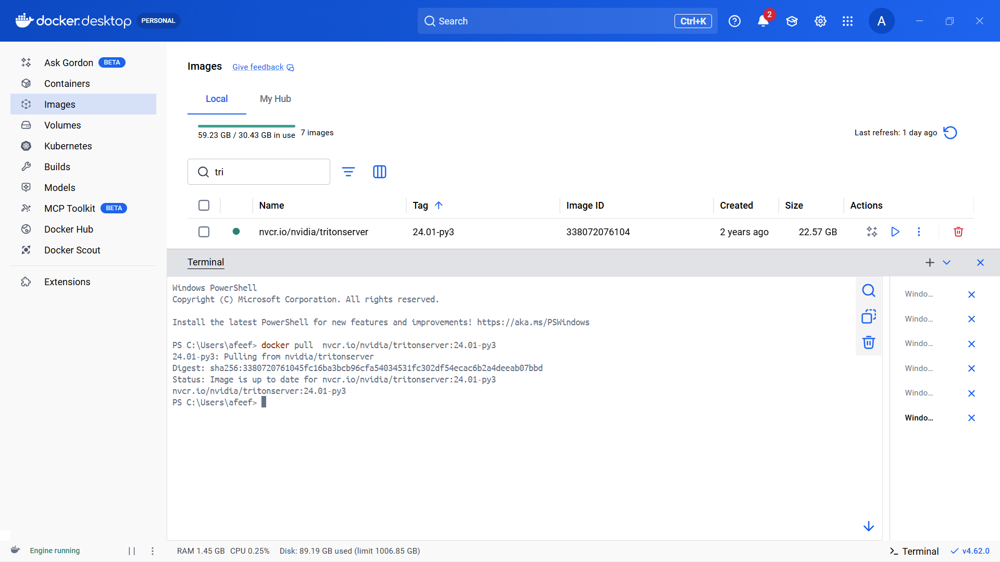 docker.desktop PERSONAL
Search Ctrl+K
2
A
Ask Gordon BETA
Containers
Images
Volumes
Kubernetes
Builds
Models
MCP Toolkit BETA
Docker Hub
Docker Scout
Extensions
Images Give feedback
Local My Hub
59.23 GB / 30.43 GB in use 7 images
Last refresh: 1 day ago
tri
Name Tag Image ID Created Size Actions
nvcr.io/nvidia/tritonserver 24.01-py3 338072076104 2 years ago 22.57 GB
Terminal
Windows PowerShell
Copyright (C) Microsoft Corporation. All rights reserved.
Install the latest PowerShell for new features and improvements! https://aka.ms/PSWindows
PS C:\Users\afeef> docker pull  nvcr.io/nvidia/tritonserver:24.01-py3
24.01-py3: Pulling from nvidia/tritonserver
Digest: sha256:3380720761045fc16ba3bcb96cfa54034531fc302df54ecac6b2a4deeab07bbd
Status: Image is up to date for nvcr.io/nvidia/tritonserver:24.01-py3
nvcr.io/nvidia/tritonserver:24.01-py3
PS C:\Users\afeef>
Windo...
Windo...
Windo...
Windo...
Windo...
Windo...
Engine running
RAM 1.45 GB CPU 0.25% Disk: 89.19 GB used (limit 1006.85 GB)
Terminal v4.62.0